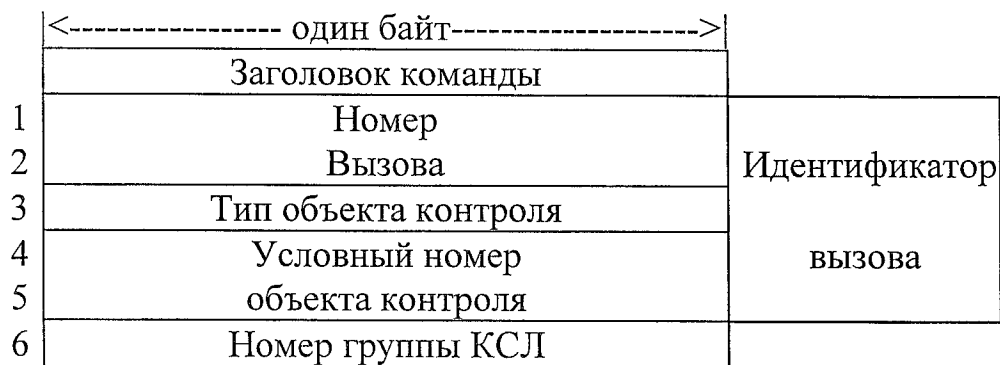 |<---------------- один байт------------------->|
Заголовок команды
1 Номер
2 Вызова Идентификатор
3 Тип объекта контроля
4 Условный номер вызова
5 объекта контроля
6 Номер группы КСЛ